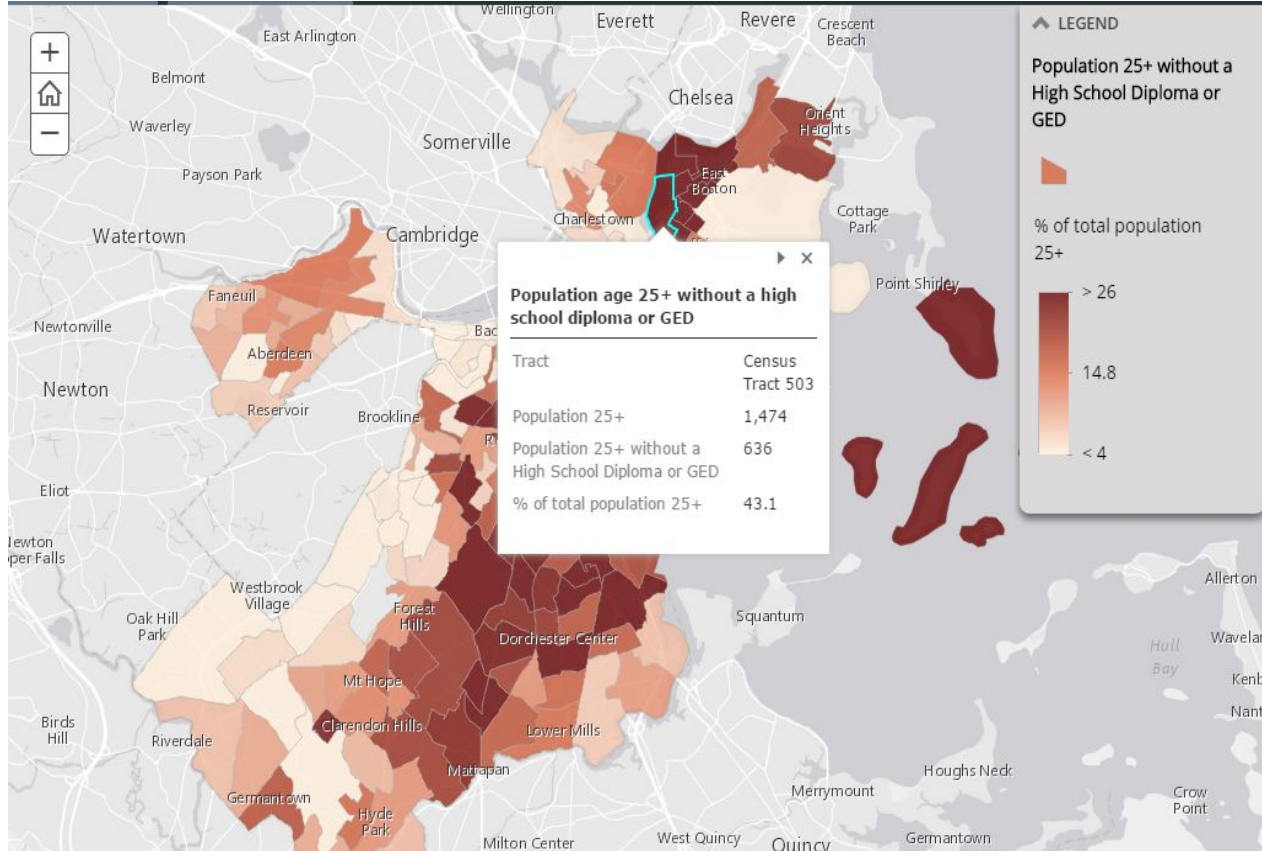 Wellington
Everett
Revere
Crescent
Beach
East Arlington
Belmont
Chelsea
Orient
Heights
Waverley
Somerville
Payson Park
East
Boston
Charlestown
Cottage
Park
Watertown
Cambridge
Point Shirley
Faneuil
Newtonville
Aberdeen
Newton
Reservoir
Brookline
Eliot
Westbrook
Village
Oak Hill
Park
Forest
Hills
Dorchester Center
Squantum
Allerton
Hull
Bay
Mt Hope
Birds
Hill
Riverdale
Clarendon Hills
Lower Mills
Mattapan
Germantown
Hyde
Park
Milton Center
West Quincy
Quincy
Merrymount
Houghs Neck
Germantown
Crow
Point
+
−
Population age 25+ without a high
school diploma or GED
Tract Census
Tract 503
Population 25+ 1,474
Population 25+ without a 636
High School Diploma or GED
% of total population 25+ 43.1
LEGEND
Population 25+ without a
High School Diploma or
GED
% of total population
25+
> 26
14.8
< 4